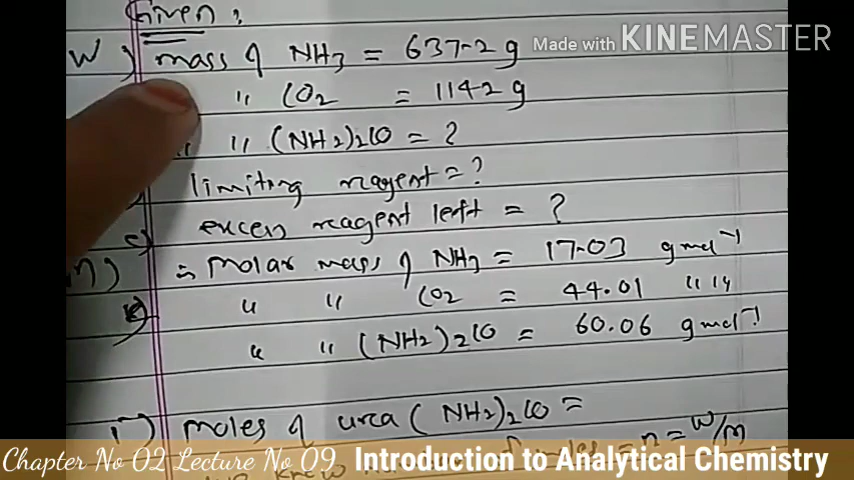 Given :
Made with KINEMASTER
W ) mass of NH3 = 637.2 g
" CO2 = 1142 g
" " (NH2)2CO = ?
limiting reagent = ?
c) excess reagent left = ?
M) :- Molar mass of NH3 = 17.03 g mol-1
" " CO2 = 44.01 " "
" " (NH2)2CO = 60.06 g mol-1
i) moles of urea ( NH2)2CO =
n = W/M
Chapter No 02 Lecture No 09 Introduction to Analytical Chemistry